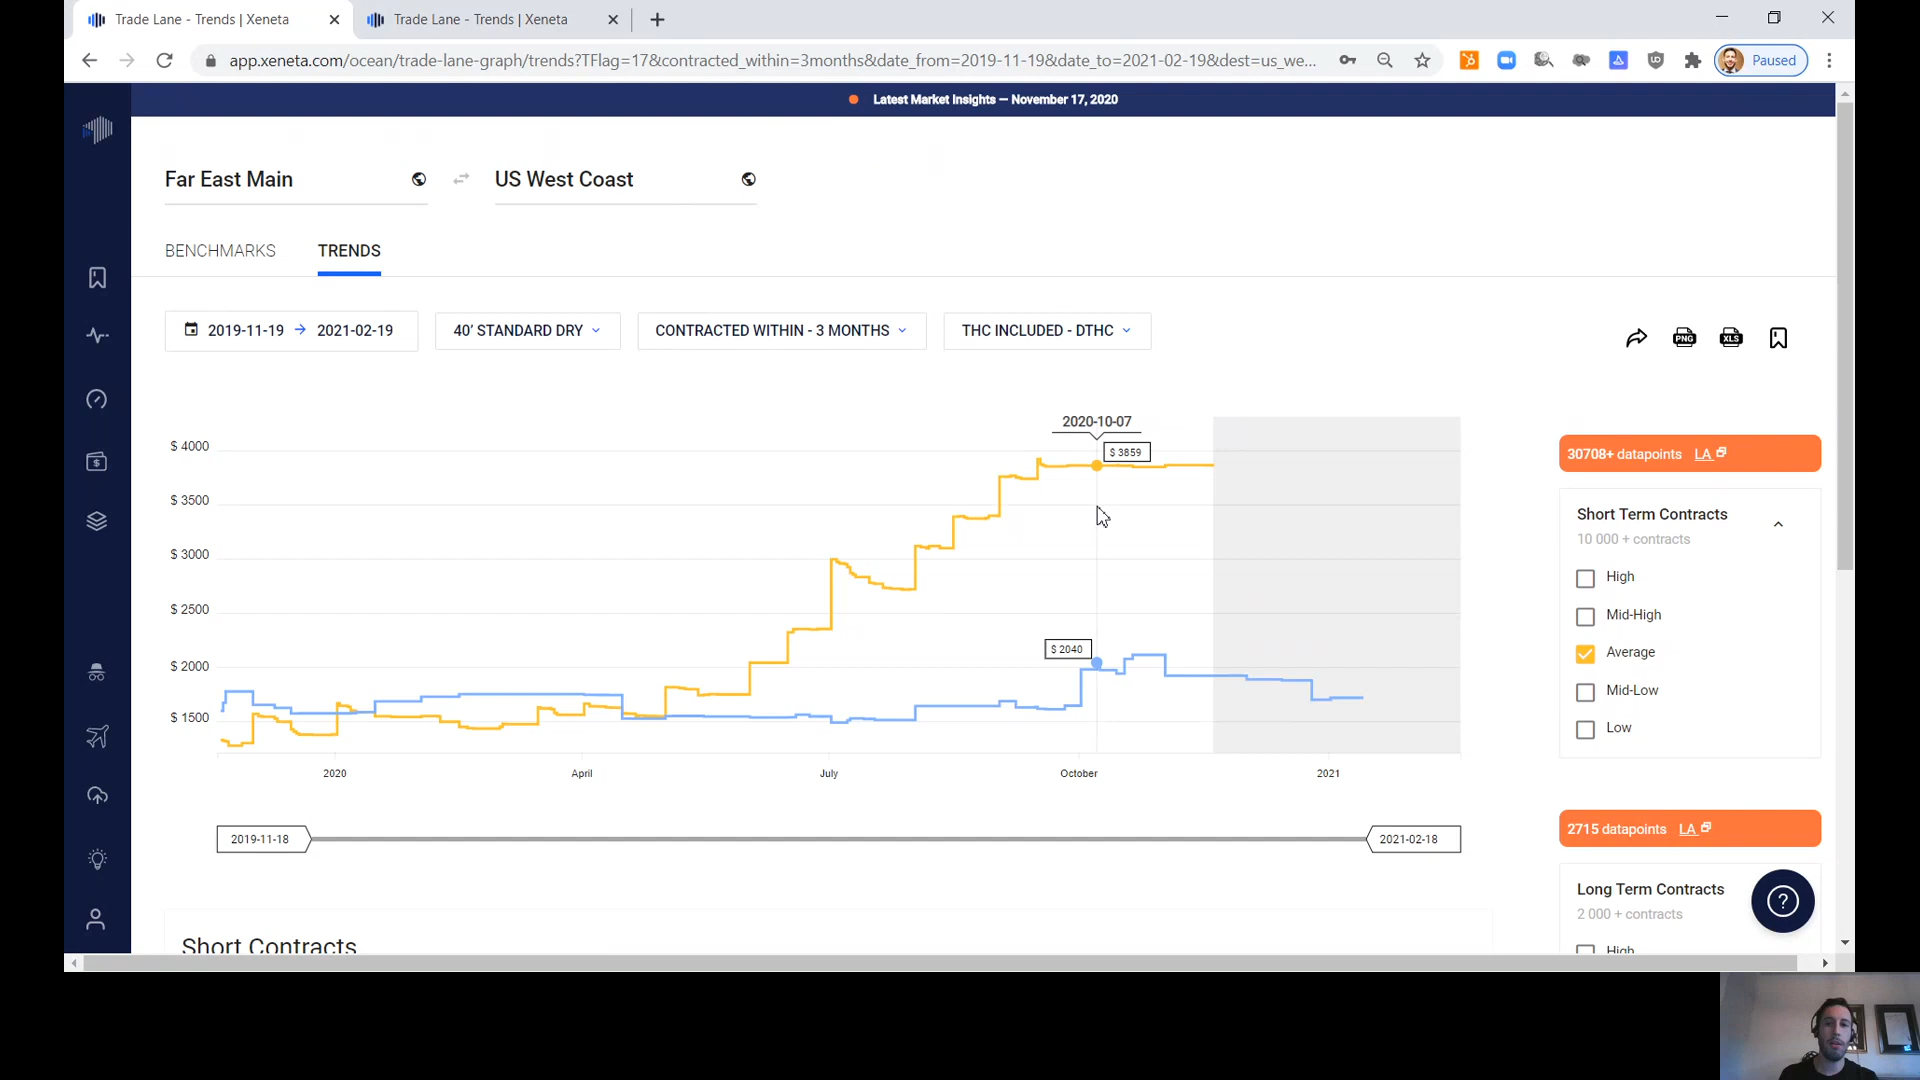 Trade Lane - Trends | Xeneta
Trade Lane - Trends | Xeneta
app.xeneta.com/ocean/trade-lane-graph/trends?TFlag=17&contracted_within=3months&date_from=2019-11-19&date_to=2021-02-19&dest=us_we...
Paused
Latest Market Insights — November 17, 2020
Far East Main
US West Coast
BENCHMARKS
TRENDS
2019-11-19 → 2021-02-19
40' STANDARD DRY
CONTRACTED WITHIN - 3 MONTHS
THC INCLUDED - DTHC
PNG
XLS
2020-10-07
$ 4000
$ 3859
$ 3500
$ 3000
$ 2500
$ 2040
$ 2000
$ 1500
2020
April
July
October
2021
2019-11-18
2021-02-18
30708+ datapoints LA
Short Term Contracts
10 000 + contracts
High
Mid-High
Average
Mid-Low
Low
2715 datapoints LA
Long Term Contracts
2 000 + contracts
High
?
Short Contracts